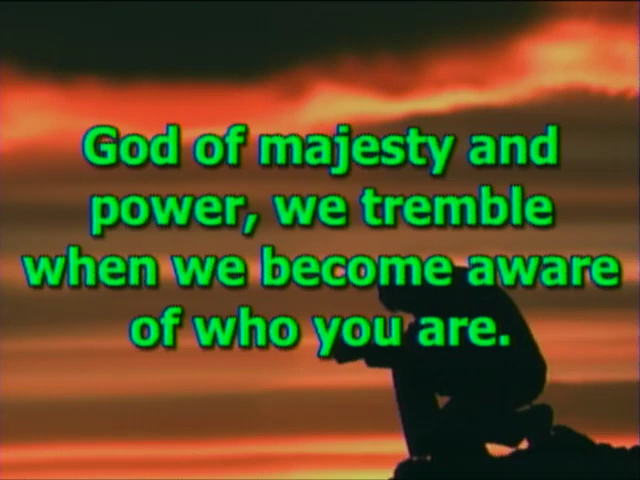 God of majesty and
power, we tremble
when we become aware
of who you are.